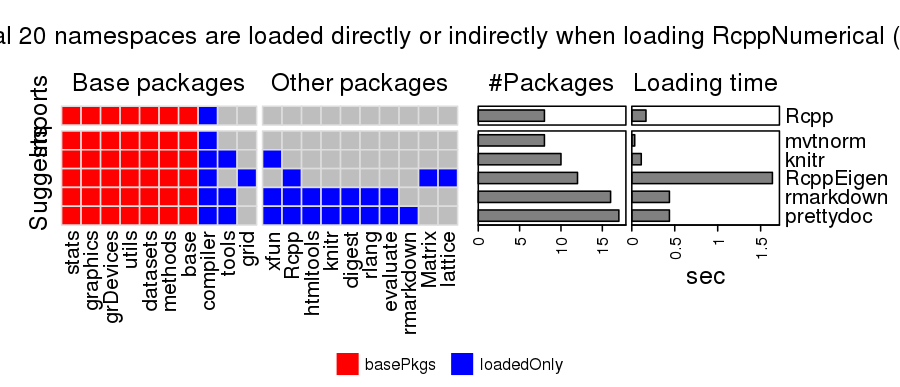 al 20 namespaces are loaded directly or indirectly when loading RcppNumerical (
Base packages Other packages #Packages Loading time
Imports
Suggests
Rcpp
mvtnorm
knitr
RcppEigen
rmarkdown
prettydoc
stats
graphics
grDevices
utils
datasets
methods
base
compiler
tools
grid
xfun
Rcpp
htmltools
knitr
digest
rlang
evaluate
rmarkdown
Matrix
lattice
0 5 10 15
0 0.5 1 1.5
sec
basePkgs loadedOnly